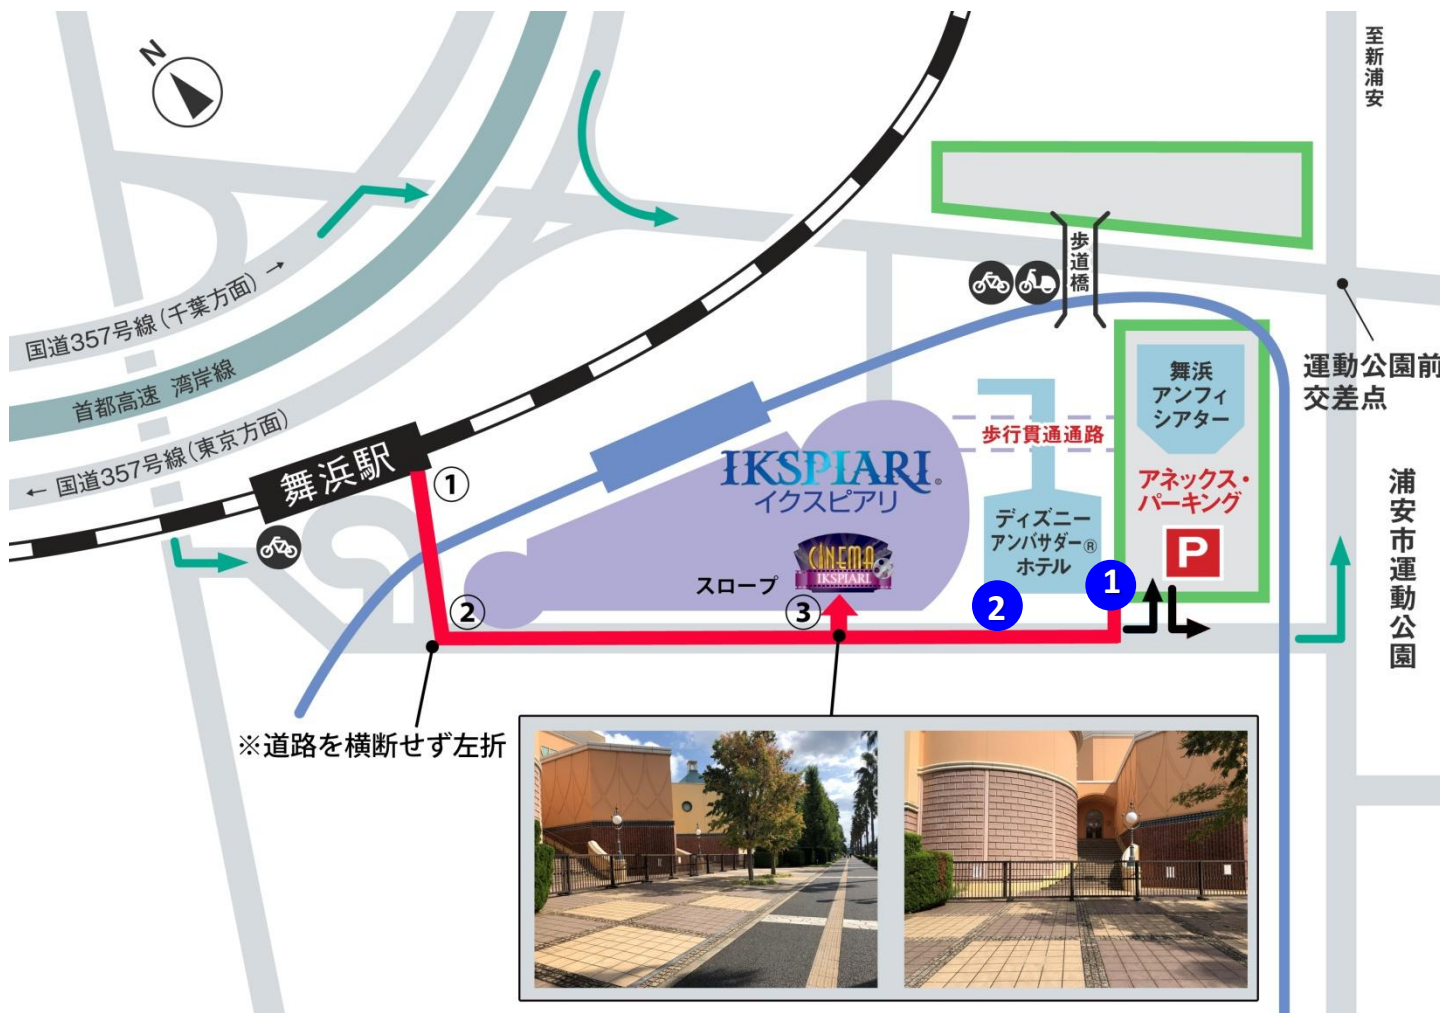 N
至新浦安
歩道橋
国道357号線(千葉方面) →
首都高速 湾岸線
← 国道357号線(東京方面)
舞浜駅
①
運動公園前
交差点
舞浜
アンフィ
シアター
歩行貫通通路
IKSPIARI®
イクスピアリ
アネックス・
パーキング
P
ディズニー
アンバサダー®
ホテル
CINEMA
IKSPIARI
スロープ
②
③
2
1
浦安市運動公園
※道路を横断せず左折